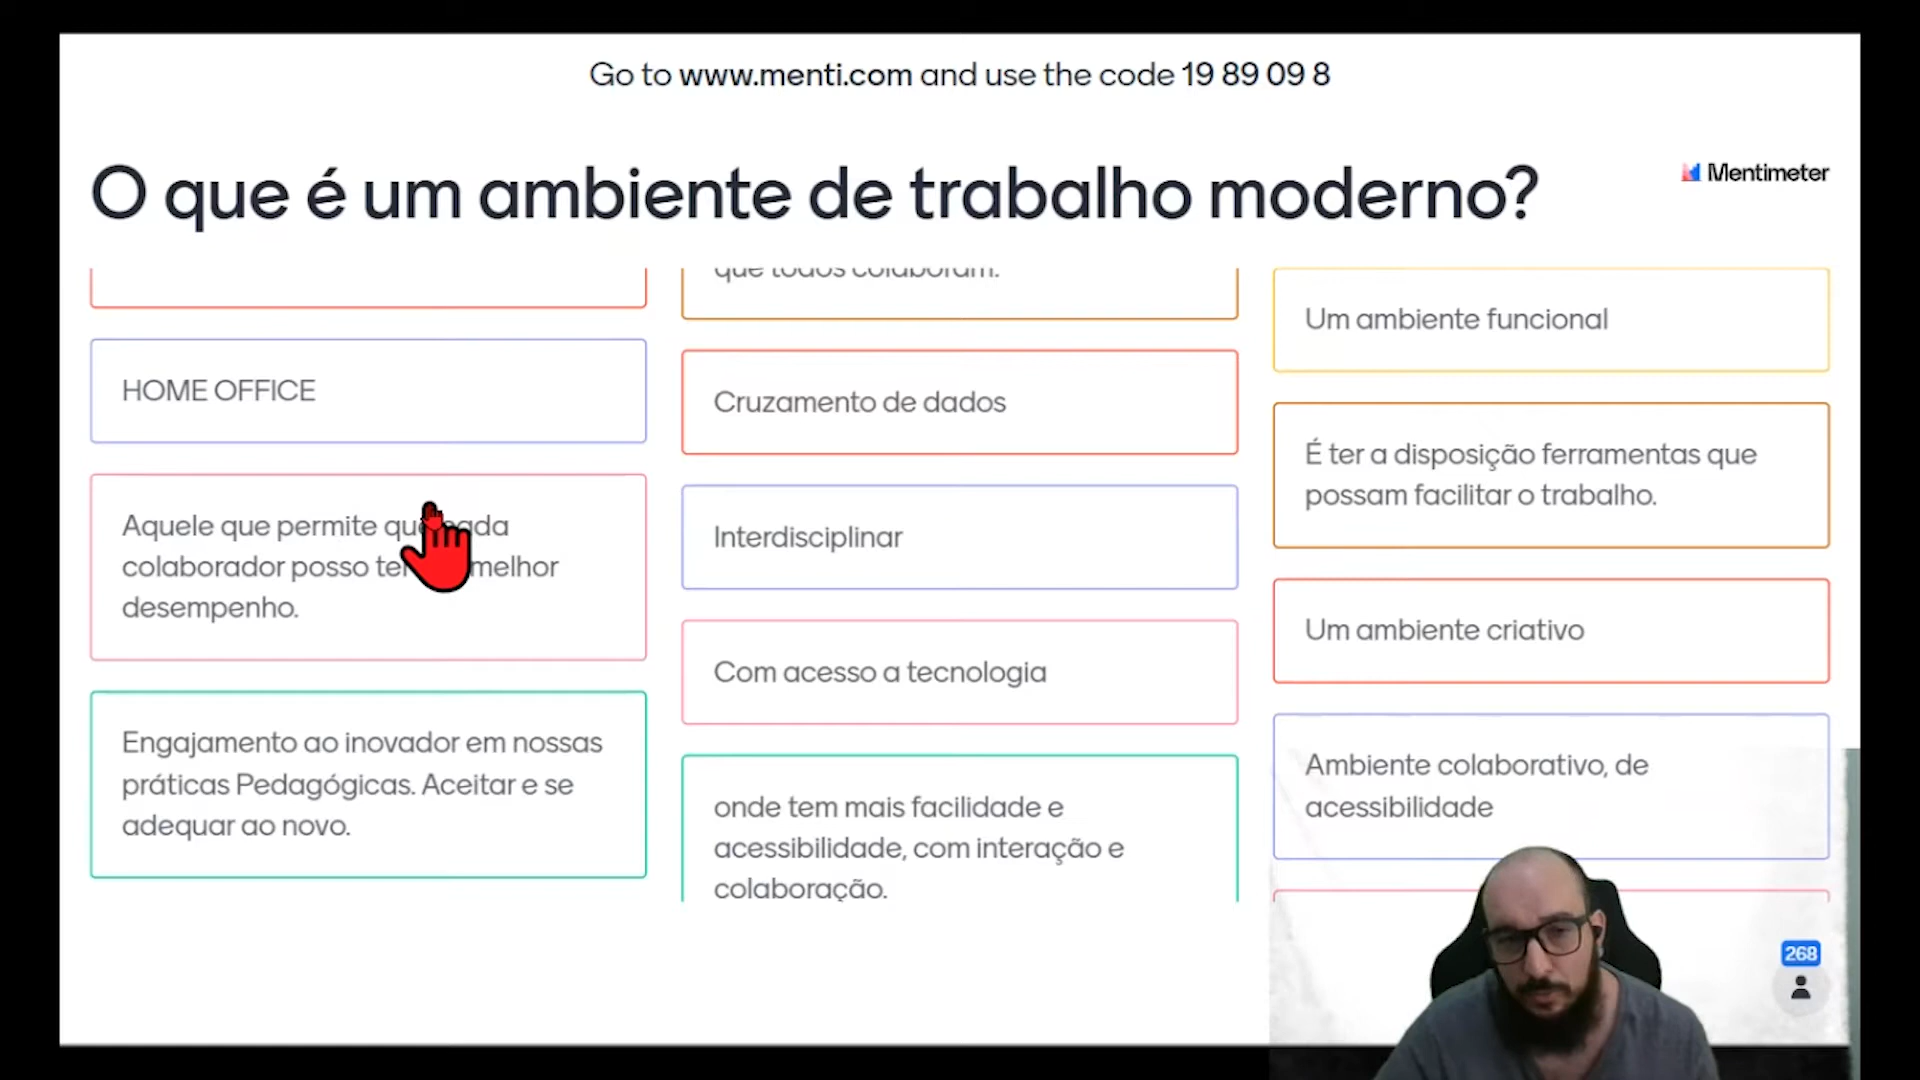 Go to www.menti.com and use the code 19 89 09 8
O que é um ambiente de trabalho moderno?
Mentimeter
HOME OFFICE
Aquele que permite que cada
colaborador posso ter melhor
desempenho.
Engajamento ao inovador em nossas
práticas Pedagógicas. Aceitar e se
adequar ao novo.
que todos colaboram.
Cruzamento de dados
Interdisciplinar
Com acesso a tecnologia
onde tem mais facilidade e
acessibilidade, com interação e
colaboração.
Um ambiente funcional
É ter a disposição ferramentas que
possam facilitar o trabalho.
Um ambiente criativo
Ambiente colaborativo, de
acessibilidade
268